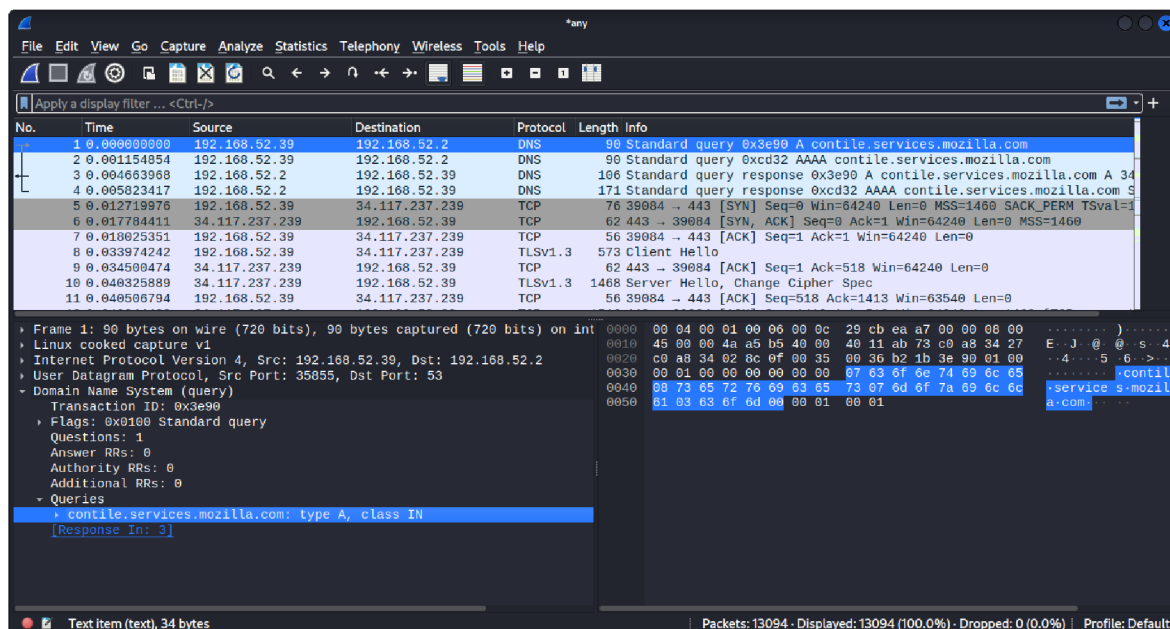 *any
File Edit View Go Capture Analyze Statistics Telephony Wireless Tools Help
Apply a display filter ... <Ctrl-/>
No. Time Source Destination Protocol Length Info
1 0.000000000 192.168.52.39 192.168.52.2 DNS 90 Standard query 0x3e90 A contile.services.mozilla.com
2 0.001154854 192.168.52.39 192.168.52.2 DNS 90 Standard query 0xcd32 AAAA contile.services.mozilla.com
3 0.004663968 192.168.52.2 192.168.52.39 DNS 106 Standard query response 0x3e90 A contile.services.mozilla.com A 34
4 0.005823417 192.168.52.2 192.168.52.39 DNS 171 Standard query response 0xcd32 AAAA contile.services.mozilla.com S
5 0.012719976 192.168.52.39 34.117.237.239 TCP 76 39084 → 443 [SYN] Seq=0 Win=64240 Len=0 MSS=1460 SACK_PERM TSval=1
6 0.017784411 34.117.237.239 192.168.52.39 TCP 62 443 → 39084 [SYN, ACK] Seq=0 Ack=1 Win=64240 Len=0 MSS=1460
7 0.018025351 192.168.52.39 34.117.237.239 TCP 56 39084 → 443 [ACK] Seq=1 Ack=1 Win=64240 Len=0
8 0.033974242 192.168.52.39 34.117.237.239 TLSv1.3 573 Client Hello
9 0.034500474 34.117.237.239 192.168.52.39 TCP 62 443 → 39084 [ACK] Seq=1 Ack=518 Win=64240 Len=0
10 0.040325889 34.117.237.239 192.168.52.39 TLSv1.3 1468 Server Hello, Change Cipher Spec
11 0.040506794 192.168.52.39 34.117.237.239 TCP 56 39084 → 443 [ACK] Seq=518 Ack=1413 Win=63540 Len=0
Frame 1: 90 bytes on wire (720 bits), 90 bytes captured (720 bits) on int
Linux cooked capture v1
Internet Protocol Version 4, Src: 192.168.52.39, Dst: 192.168.52.2
User Datagram Protocol, Src Port: 35855, Dst Port: 53
Domain Name System (query)
Transaction ID: 0x3e90
Flags: 0x0100 Standard query
Questions: 1
Answer RRs: 0
Authority RRs: 0
Additional RRs: 0
Queries
contile.services.mozilla.com: type A, class IN
[Response In: 3]
0000 00 04 00 01 00 06 00 0c 29 cb ea a7 00 00 08 00 ········ )·······
0010 45 00 00 4a a5 b5 40 00 40 11 ab 73 c0 a8 34 27 E··J··@· @··s··4
0020 c0 a8 34 02 8c 0f 00 35 00 36 b2 1b 3e 90 01 00 ··4····5 ·6··>···
0030 00 01 00 00 00 00 00 00 07 63 6f 6e 74 69 6c 65 ········ ·contil
0040 08 73 65 72 76 69 63 65 73 07 6d 6f 7a 69 6c 6c ·service s·mozil
0050 61 03 63 6f 6d 00 00 01 00 01 a·com··· ··
Text item (text), 34 bytes
Packets: 13094 · Displayed: 13094 (100.0%) · Dropped: 0 (0.0%)
Profile: Default